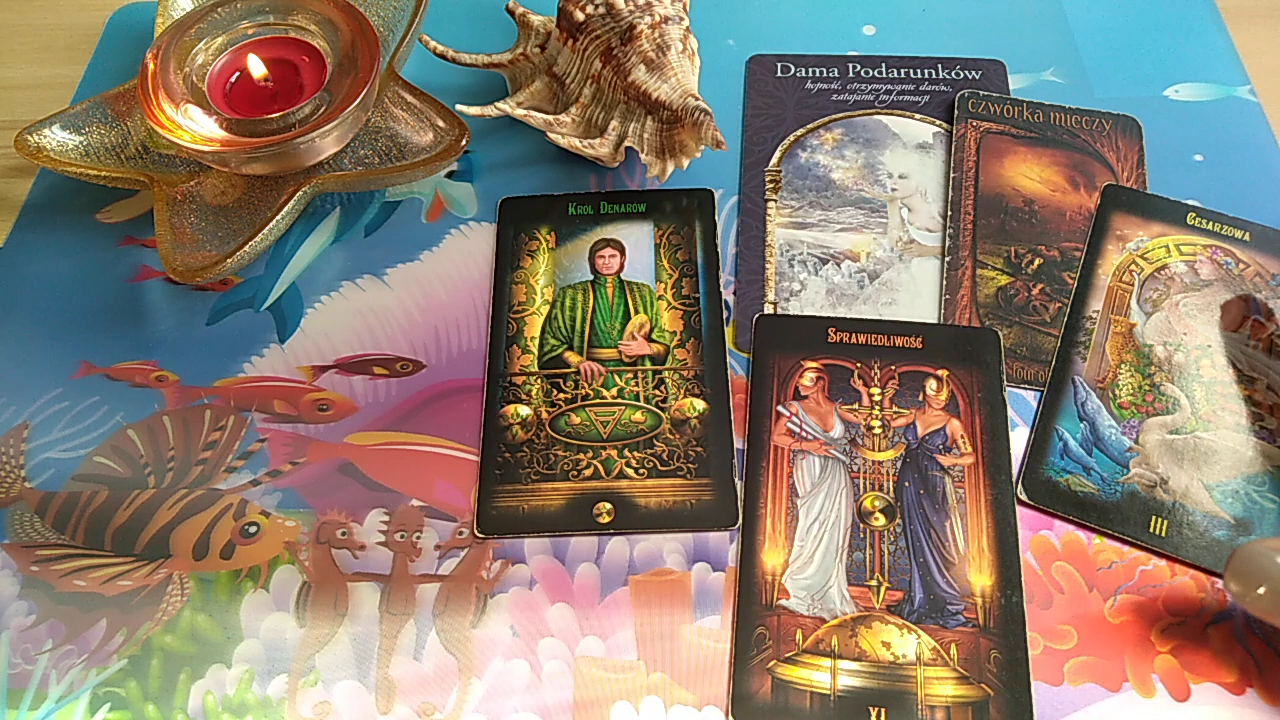 Dama Podarunków
hojność, otrzymywanie darów,
zatajanie informacji
czwórka mieczy
Król Denarów
Cesarzowa
III
Sprawiedliwość
XI